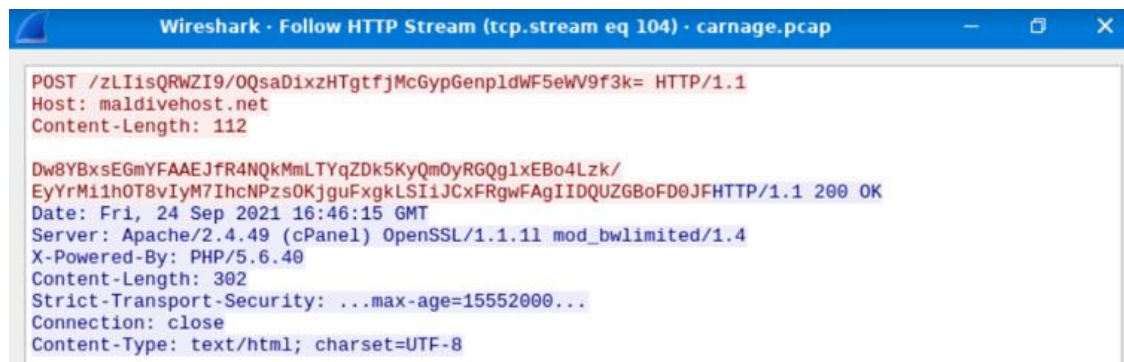 Wireshark · Follow HTTP Stream (tcp.stream eq 104) · carnage.pcap
POST /zLIisQRWZI9/OQsaDixzHTgtfjMcGypGenpldWF5eWV9f3k= HTTP/1.1
Host: maldivehost.net
Content-Length: 112
Dw8YBxsEGmYFAAEJfR4NQkMmLTYqZDk5KyQmOyRGQglxEBo4Lzk/
EyYrMi1hOT8vIyM7IhcNPzsOKjguFxgkLSIiJCxFRgwFAgIIDQUZGBoFD0JFHTTP/1.1 200 OK
Date: Fri, 24 Sep 2021 16:46:15 GMT
Server: Apache/2.4.49 (cPanel) OpenSSL/1.1.1l mod_bwlimited/1.4
X-Powered-By: PHP/5.6.40
Content-Length: 302
Strict-Transport-Security: ...max-age=15552000...
Connection: close
Content-Type: text/html; charset=UTF-8